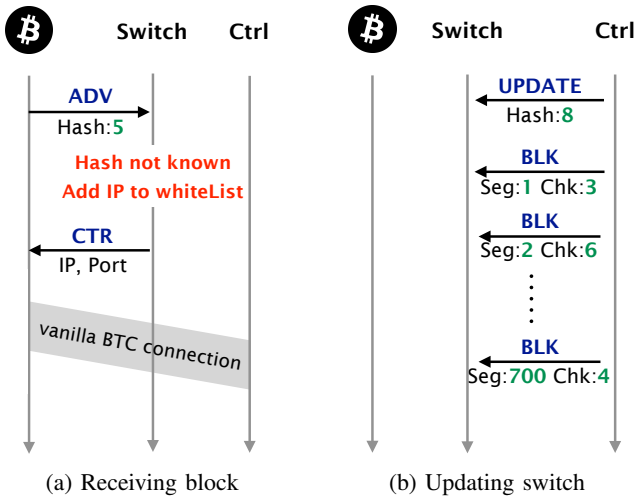 Switch Ctrl
ADV
Hash:5
Hash not known
Add IP to whiteList
CTR
IP, Port
vanilla BTC connection
(a) Receiving block
Switch Ctrl
UPDATE
Hash:8
BLK
Seg:1 Chk:3
BLK
Seg:2 Chk:6
BLK
Seg:700 Chk:4
(b) Updating switch